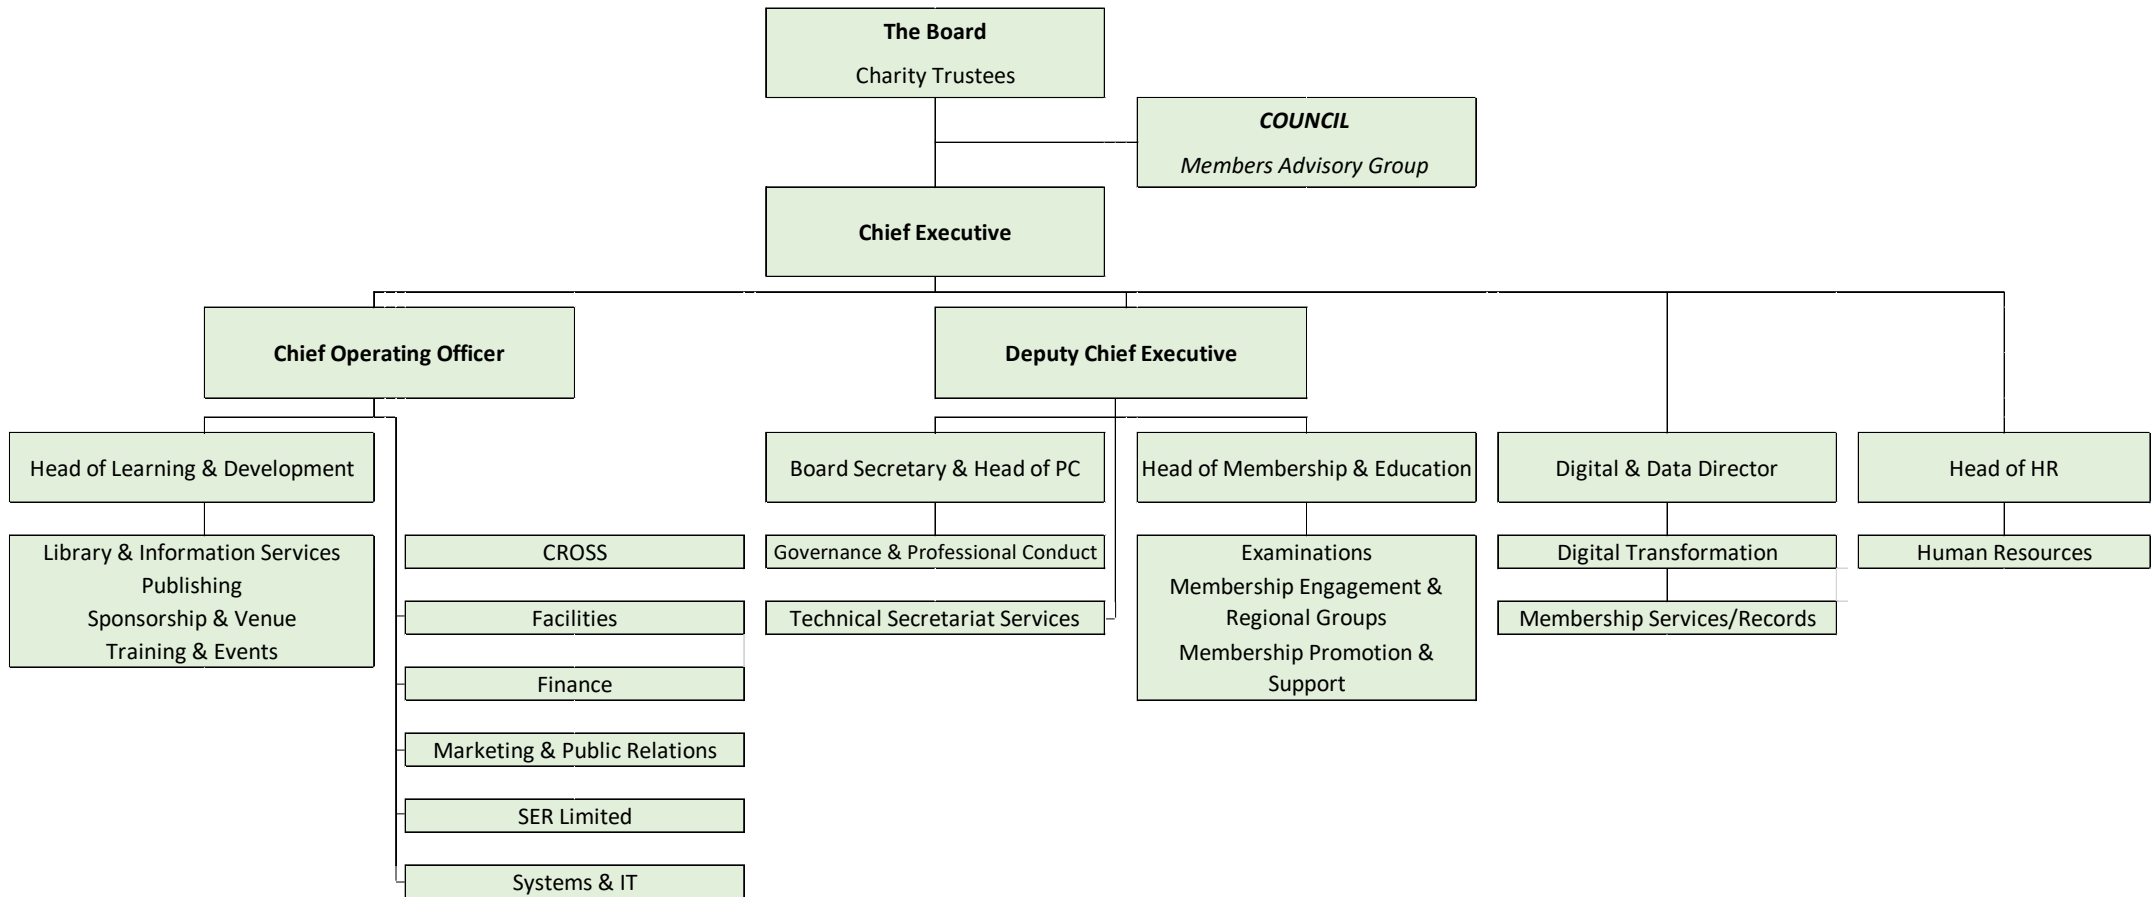 The Board
Charity Trustees
COUNCIL
Members Advisory Group
Chief Executive
Chief Operating Officer
Deputy Chief Executive
Head of Learning & Development
Board Secretary & Head of PC
Head of Membership & Education
Digital & Data Director
Head of HR
Library & Information Services
Publishing
Sponsorship & Venue
Training & Events
CROSS
Facilities
Finance
Marketing & Public Relations
SER Limited
Systems & IT
Governance & Professional Conduct
Technical Secretariat Services
Examinations
Membership Engagement &
Regional Groups
Membership Promotion &
Support
Digital Transformation
Membership Services/Records
Human Resources